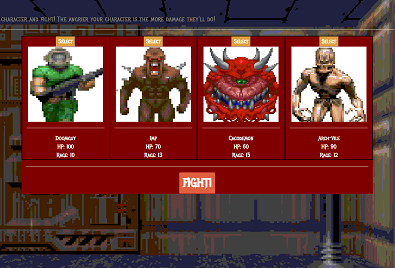 CHARACTER AND FIGHT! THE ANGRIER YOUR CHARACTER IS THE MORE DAMAGE THEY'LL DO!
SELECT SELECT SELECT SELECT
DOOMGUY IMP CACODEMON ARCH-VILE
HP: 100 HP: 70 HP: 60 HP: 90
RAGE: 10 RAGE: 13 RAGE: 15 RAGE: 12
FIGHT!